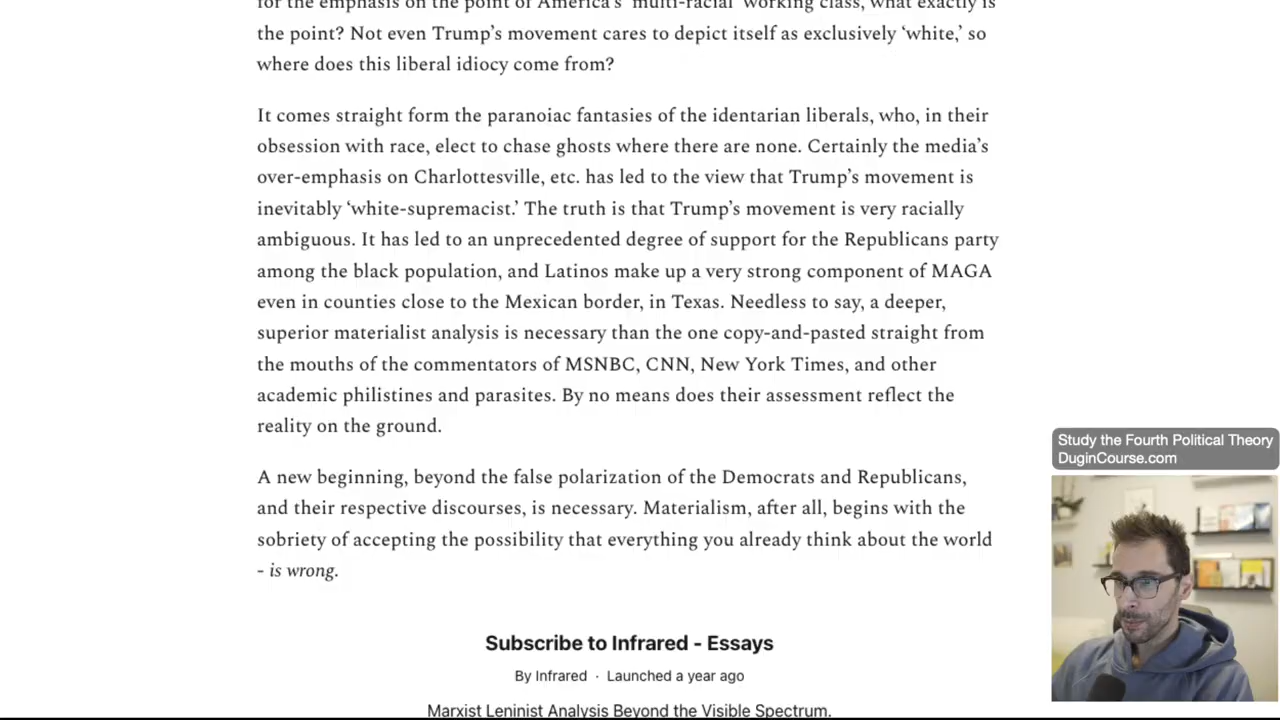 for the emphasis on the point of America's 'multi-racial' working class, what exactly is
the point? Not even Trump's movement cares to depict itself as exclusively 'white,' so
where does this liberal idiocy come from?
It comes straight form the paranoiac fantasies of the identarian liberals, who, in their
obsession with race, elect to chase ghosts where there are none. Certainly the media's
over-emphasis on Charlottesville, etc. has led to the view that Trump's movement is
inevitably 'white-supremacist.' The truth is that Trump's movement is very racially
ambiguous. It has led to an unprecedented degree of support for the Republicans party
among the black population, and Latinos make up a very strong component of MAGA
even in counties close to the Mexican border, in Texas. Needless to say, a deeper,
superior materialist analysis is necessary than the one copy-and-pasted straight from
the mouths of the commentators of MSNBC, CNN, New York Times, and other
academic philistines and parasites. By no means does their assessment reflect the
reality on the ground.
A new beginning, beyond the false polarization of the Democrats and Republicans,
and their respective discourses, is necessary. Materialism, after all, begins with the
sobriety of accepting the possibility that everything you already think about the world
- is wrong.
Subscribe to Infrared - Essays
By Infrared · Launched a year ago
Marxist Leninist Analysis Beyond the Visible Spectrum.
Study the Fourth Political Theory
DuginCourse.com